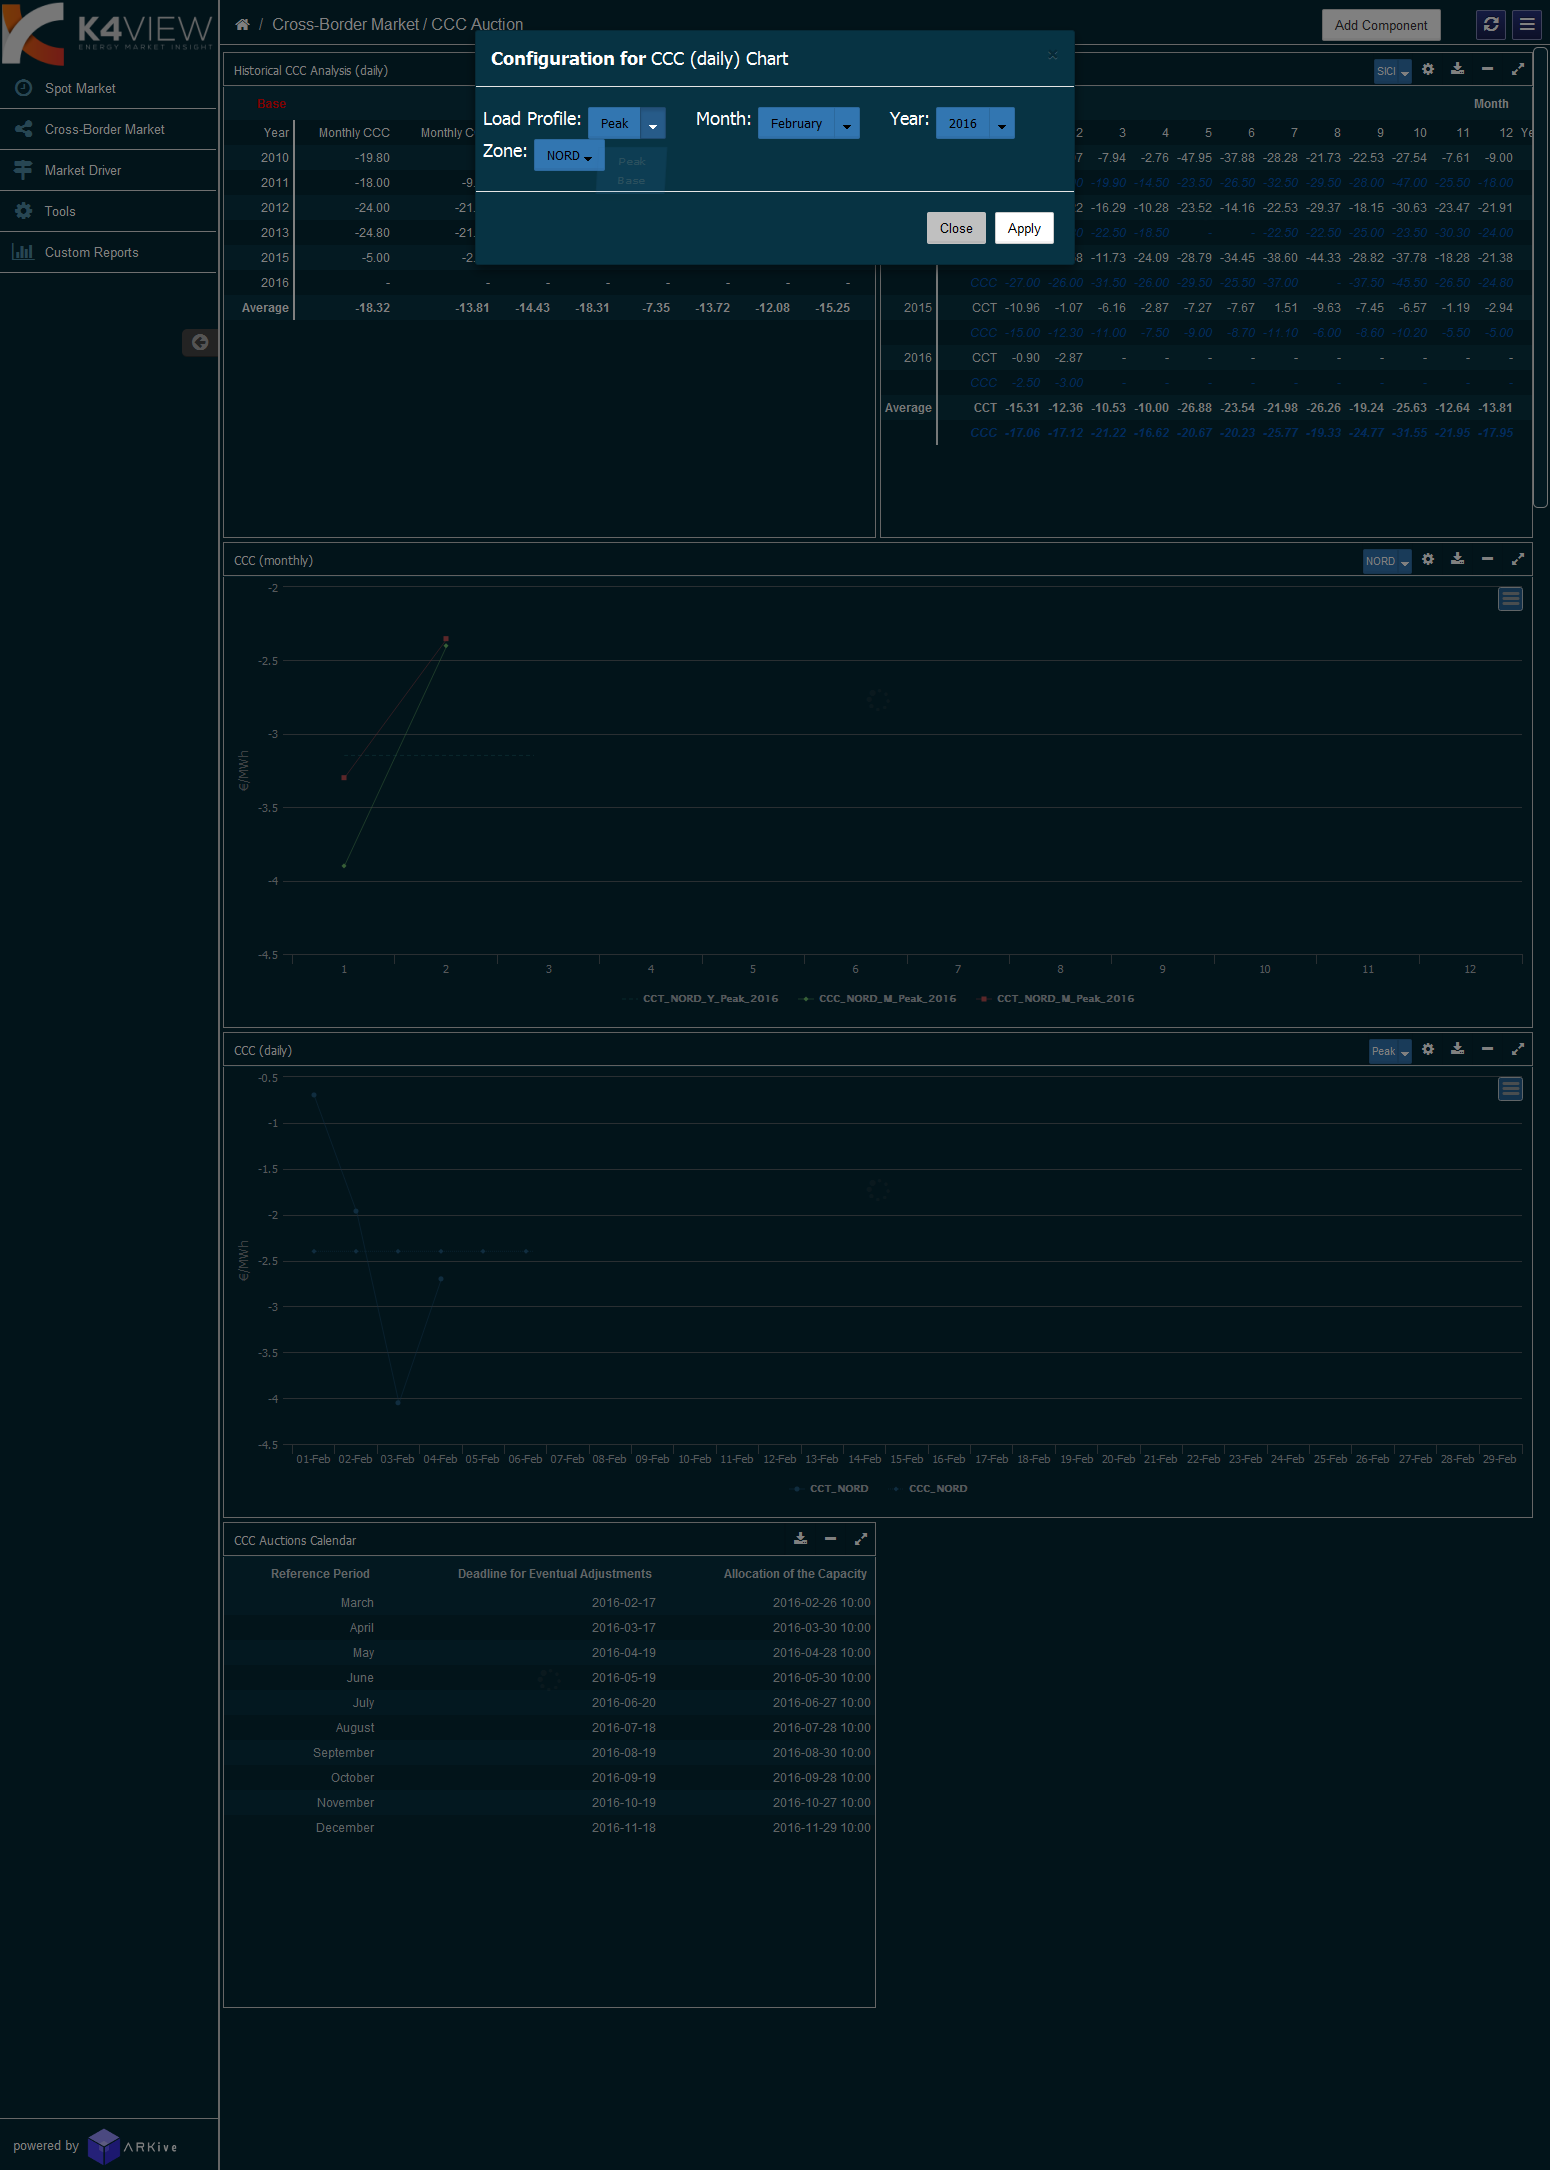 K4VIEW
ENERGY MARKET INSIGHT
/ Cross-Border Market / CCC Auction
Add Component
Spot Market
Cross-Border Market
Market Driver
Tools
Custom Reports
powered by ARKive
Configuration for CCC (daily) Chart
×
Load Profile: Peak Month: February Year: 2016
Zone: NORD
Peak
Base
Close Apply
Historical CCC Analysis (daily)
Base
Year Monthly CCC Monthly C
2010 -19.80
2011 -18.00 -9.
2012 -24.00 -21.
2013 -24.80 -21.
2015 -5.00 -2.
2016 - - - - - - - -
Average -18.32 -13.81 -14.43 -18.31 -7.35 -13.72 -12.08 -15.25
SICI
Month
2 3 4 5 6 7 8 9 10 11 12 Ye
7 -7.94 -2.76 -47.95 -37.88 -28.28 -21.73 -22.53 -27.54 -7.61 -9.00
0 -19.90 -14.50 -23.50 -26.50 -32.50 -29.50 -28.00 -47.00 -25.50 -18.00
2 -16.29 -10.28 -23.52 -14.16 -22.53 -29.37 -18.15 -30.63 -23.47 -21.91
0 -22.50 -18.50 - - -22.50 -22.50 -25.00 -23.50 -30.30 -24.00
8 -11.73 -24.09 -28.79 -34.45 -38.60 -44.33 -28.82 -37.78 -18.28 -21.38
CCC -27.00 -26.00 -31.50 -26.00 -29.50 -25.50 -37.00 - -37.50 -45.50 -26.50 -24.80
2015 CCT -10.96 -1.07 -6.16 -2.87 -7.27 -7.67 1.51 -9.63 -7.45 -6.57 -1.19 -2.94
CCC -15.00 -12.30 -11.00 -7.50 -9.00 -8.70 -11.10 -6.00 -8.60 -10.20 -5.50 -5.00
2016 CCT -0.90 -2.87 - - - - - - - - - -
CCC -2.50 -3.00 - - - - - - - - - -
Average CCT -15.31 -12.36 -10.53 -10.00 -26.88 -23.54 -21.98 -26.26 -19.24 -25.63 -12.64 -13.81
CCC -17.06 -17.12 -21.22 -16.62 -20.67 -20.23 -25.77 -19.33 -24.77 -31.55 -21.95 -17.95
CCC (monthly)
NORD
-2
-2.5
-3
-3.5
-4
-4.5
€/MWh
1 2 3 4 5 6 7 8 9 10 11 12
CCT_NORD_Y_Peak_2016 CCC_NORD_M_Peak_2016 CCT_NORD_M_Peak_2016
CCC (daily)
Peak
-0.5
-1
-1.5
-2
-2.5
-3
-3.5
-4
-4.5
€/MWh
01-Feb 02-Feb 03-Feb 04-Feb 05-Feb 06-Feb 07-Feb 08-Feb 09-Feb 10-Feb 11-Feb 12-Feb 13-Feb 14-Feb 15-Feb 16-Feb 17-Feb 18-Feb 19-Feb 20-Feb 21-Feb 22-Feb 23-Feb 24-Feb 25-Feb 26-Feb 27-Feb 28-Feb 29-Feb
CCT_NORD CCC_NORD
CCC Auctions Calendar
Reference Period Deadline for Eventual Adjustments Allocation of the Capacity
March 2016-02-17 2016-02-26 10:00
April 2016-03-17 2016-03-30 10:00
May 2016-04-19 2016-04-28 10:00
June 2016-05-19 2016-05-30 10:00
July 2016-06-20 2016-06-27 10:00
August 2016-07-18 2016-07-28 10:00
September 2016-08-19 2016-08-30 10:00
October 2016-09-19 2016-09-28 10:00
November 2016-10-19 2016-10-27 10:00
December 2016-11-18 2016-11-29 10:00